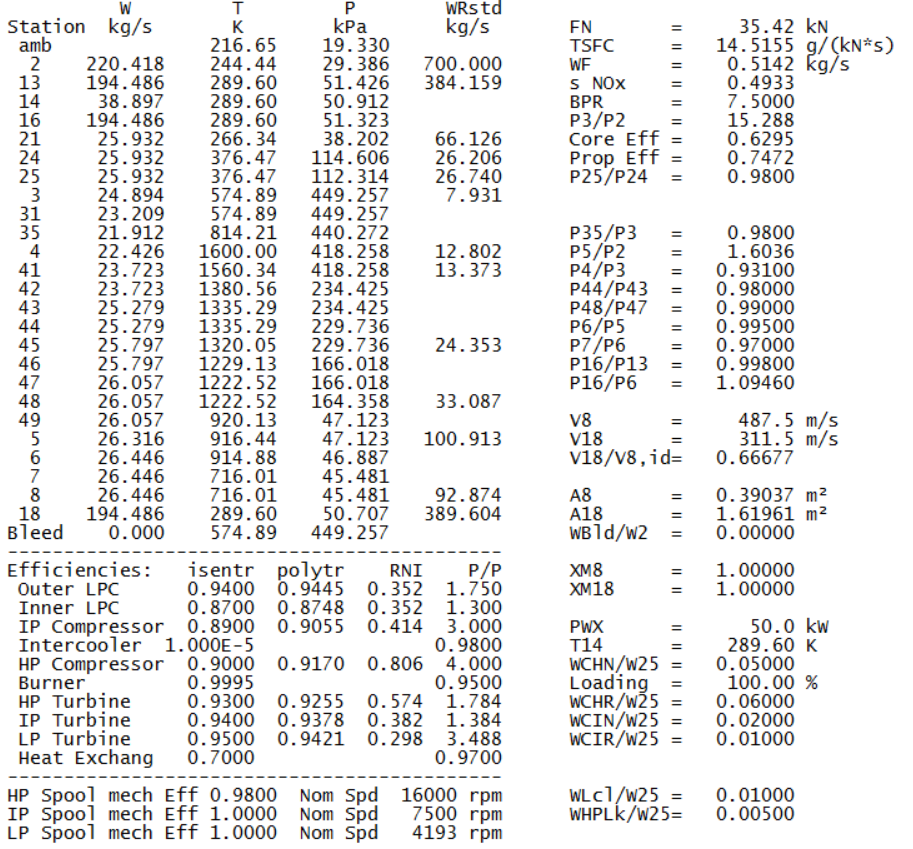 W T P WRstd
Station kg/s K kPa kg/s FN = 35.42 kN
amb 216.65 19.330 TSFC = 14.5155 g/(kN*s)
2 220.418 244.44 29.386 700.000 WF = 0.5142 kg/s
13 194.486 289.60 51.426 384.159 s NOx = 0.4933
14 38.897 289.60 50.912 BPR = 7.5000
16 194.486 289.60 51.323 P3/P2 = 15.288
21 25.932 266.34 38.202 66.126 Core Eff = 0.6295
24 25.932 376.47 114.606 26.206 Prop Eff = 0.7472
25 25.932 376.47 112.314 26.740 P25/P24 = 0.9800
3 24.894 574.89 449.257 7.931
31 23.209 574.89 449.257
35 21.912 814.21 440.272 P35/P3 = 0.9800
4 22.426 1600.00 418.258 12.802 P5/P2 = 1.6036
41 23.723 1560.34 418.258 13.373 P4/P3 = 0.93100
42 23.723 1380.56 234.425 P44/P43 = 0.98000
43 25.279 1335.29 234.425 P48/P47 = 0.99000
44 25.279 1335.29 229.736 P6/P5 = 0.99500
45 25.797 1320.05 229.736 24.353 P7/P6 = 0.97000
46 25.797 1229.13 166.018 P16/P13 = 0.99800
47 26.057 1222.52 166.018 P16/P6 = 1.09460
48 26.057 1222.52 164.358 33.087
49 26.057 920.13 47.123 V8 = 487.5 m/s
5 26.316 916.44 47.123 100.913 V18 = 311.5 m/s
6 26.446 914.88 46.887 V18/V8,id= 0.66677
7 26.446 716.01 45.481
8 26.446 716.01 45.481 92.874 A8 = 0.39037 m²
18 194.486 289.60 50.707 389.604 A18 = 1.61961 m²
Bleed 0.000 574.89 449.257 WBld/W2 = 0.00000
----------------------------------------------------
Efficiencies: isentr polytr RNI P/P XM8 = 1.00000
Outer LPC 0.9400 0.9445 0.352 1.750 XM18 = 1.00000
Inner LPC 0.8700 0.8748 0.352 1.300
IP Compressor 0.8900 0.9055 0.414 3.000 PWX = 50.0 kW
Intercooler 1.000E-5 0.9800 T14 = 289.60 K
HP Compressor 0.9000 0.9170 0.806 4.000 WCHN/W25 = 0.05000
Burner 0.9995 0.9500 Loading = 100.00 %
HP Turbine 0.9300 0.9255 0.574 1.784 WCHR/W25 = 0.06000
IP Turbine 0.9400 0.9378 0.382 1.384 WCIN/W25 = 0.02000
LP Turbine 0.9500 0.9421 0.298 3.488 WCIR/W25 = 0.01000
Heat Exchang 0.7000 0.9700
----------------------------------------------------
HP Spool mech Eff 0.9800 Nom Spd 16000 rpm WLcl/W25 = 0.01000
IP Spool mech Eff 1.0000 Nom Spd 7500 rpm WHPLk/W25= 0.00500
LP Spool mech Eff 1.0000 Nom Spd 4193 rpm